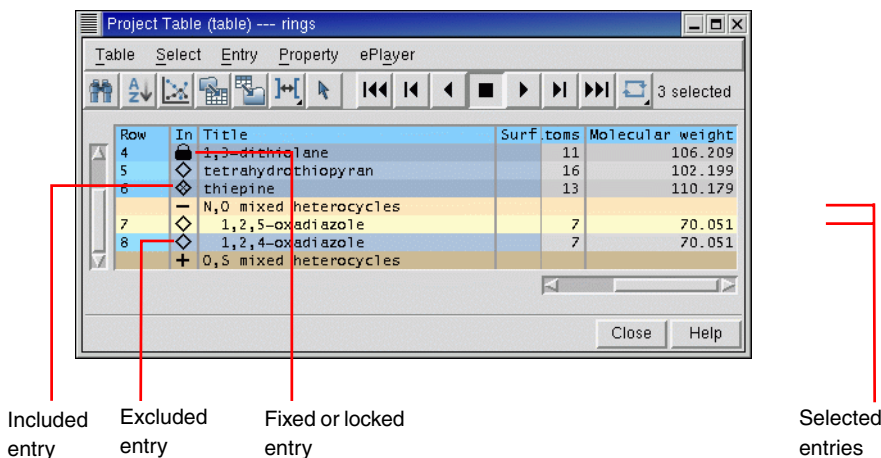 Project Table (table) --- rings
Table Select Entry Property ePlayer
A Z 3 selected
Row In Title Surf toms Molecular weight
4 1,3-dithiolane 11 106.209
5 tetrahydrothiopyran 16 102.199
6 thiepine 13 110.179
− N,O mixed heterocycles
7 1,2,5-oxadiazole 7 70.051
8 1,2,4-oxadiazole 7 70.051
+ O,S mixed heterocycles
Close Help
Included entry
Excluded entry
Fixed or locked entry
Selected entries